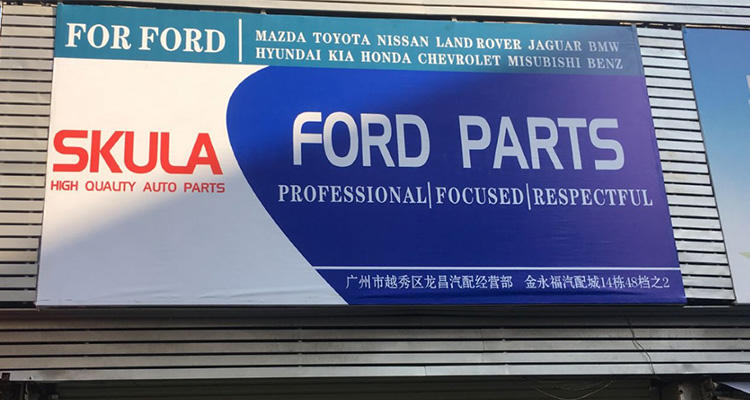 FOR FORD
MAZDA TOYOTA NISSAN LAND ROVER JAGUAR BMW
HYUNDAI KIA HONDA CHEVROLET MISUBISHI BENZ
SKULA
HIGH QUALITY AUTO PARTS
FORD PARTS
PROFESSIONAL|FOCUSED|RESPECTFUL
广州市越秀区龙昌汽配经营部 金永福汽配城14栋48档之2